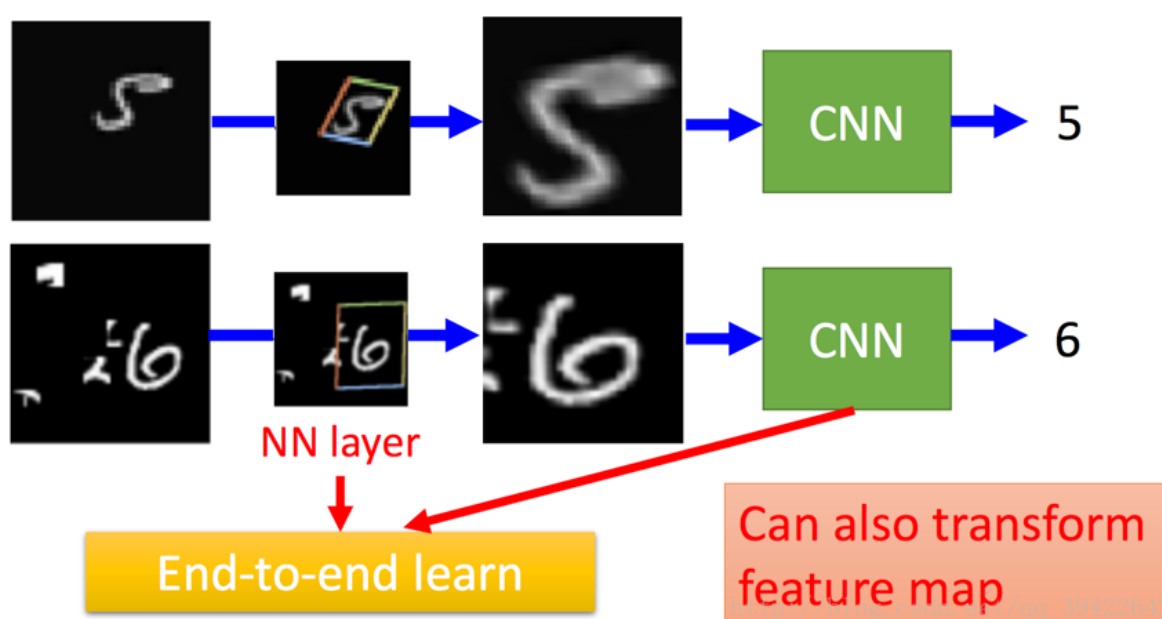 CNN
5
CNN
6
NN layer
End-to-end learn
Can also transform
feature map